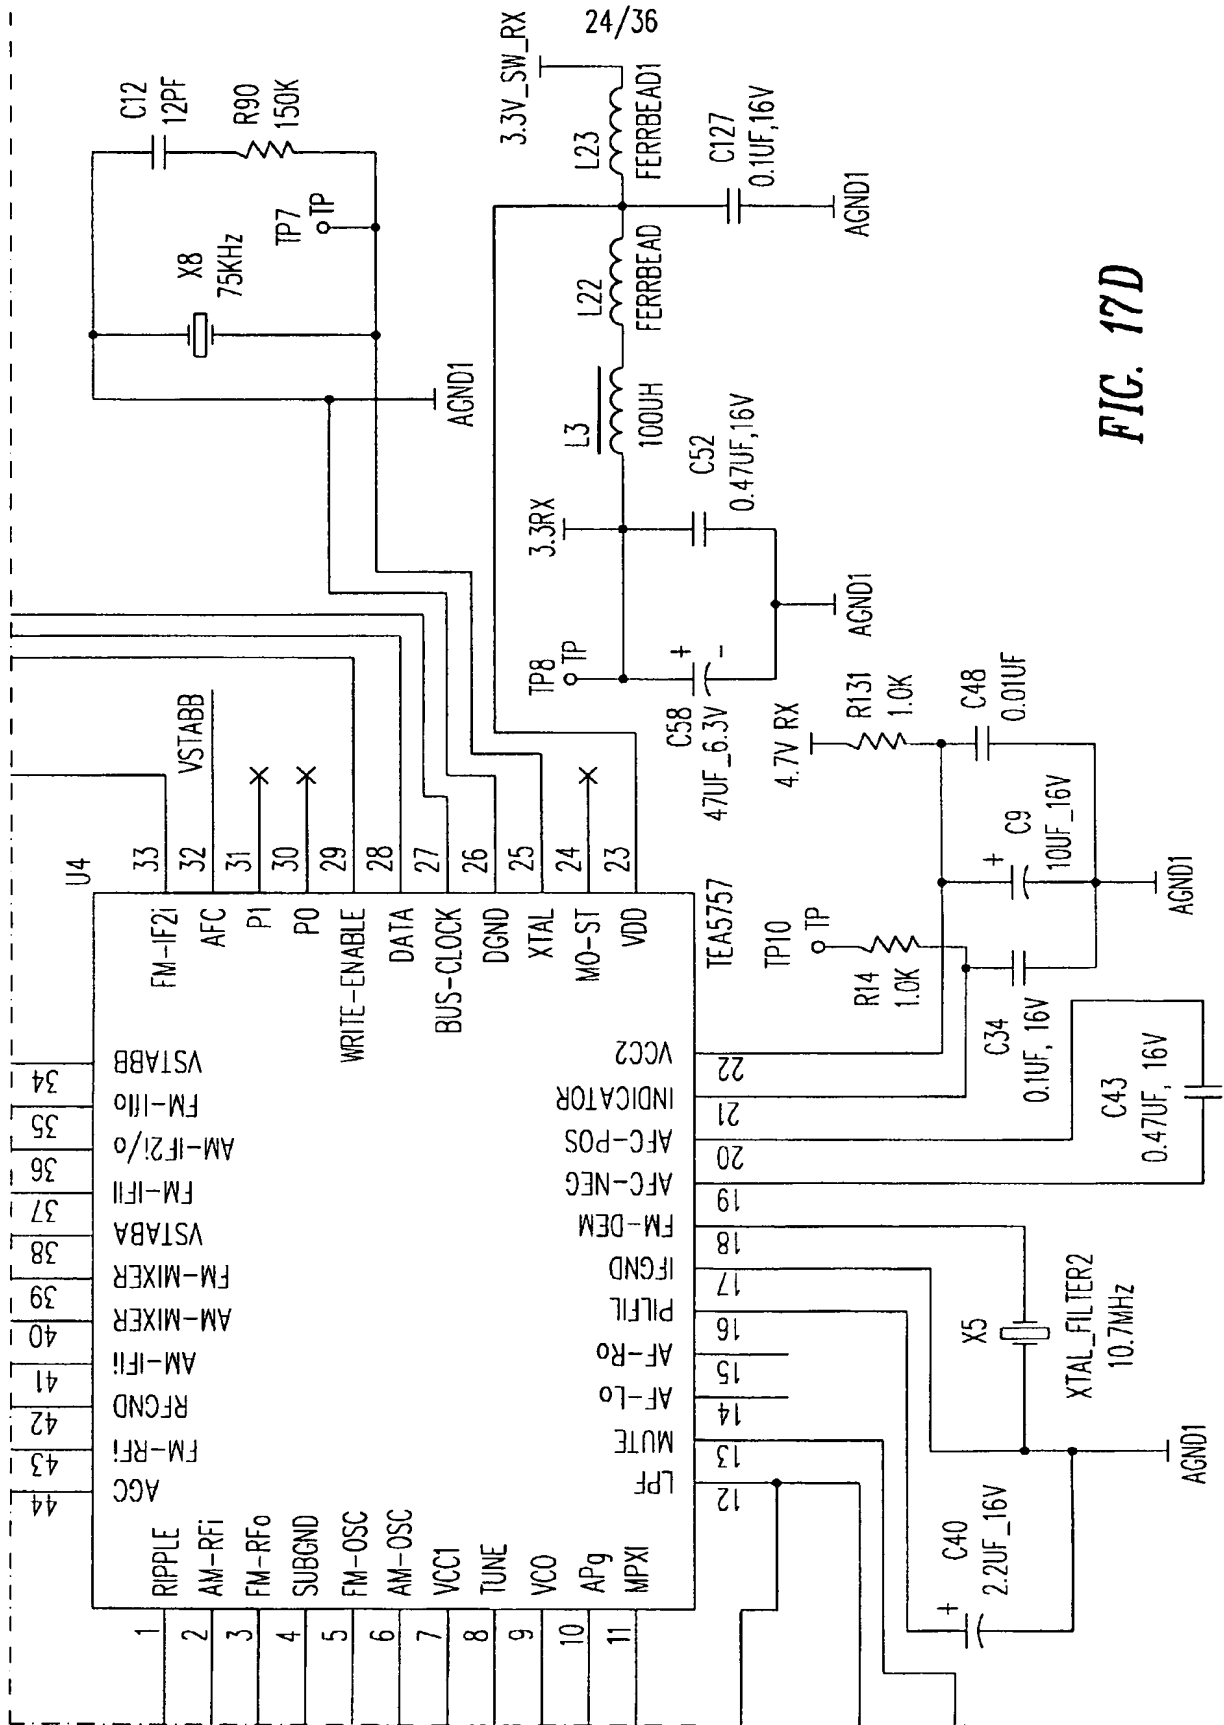 24/36
C12
12PF
R90
150K
X8
75KHz
TP7
TP
AGND1
3.3V_SW_RX
L23
FERRBEAD1
L22
FERRBEAD
L3
100UH
C127
0.1UF,16V
AGND1
3.3RX
C52
0.47UF,16V
TP8
TP
C58
47UF_6.3V
+
-
AGND1
4.7V RX
R131
1.0K
C48
0.01UF
C9
10UF_16V
+
TP10
TP
R14
1.0K
C34
0.1UF, 16V
AGND1
C43
0.47UF, 16V
X5
XTAL_FILTER2
10.7MHz
AGND1
C40
2.2UF_16V
+
U4
TEA5757
VSTABB
33 FM-IF2i
32 AFC
31 P1
30 P0
29 WRITE-ENABLE
28 DATA
27 BUS-CLOCK
26 DGND
25 XTAL
24 MO-ST
23 VDD
34 VSTABB
35 FM-IFIo
36 AM-IF2i/o
37 FM-IFII
38 VSTABA
39 FM-MIXER
40 AM-MIXER
41 AM-IFIi
42 RFGND
43 FM-RFi
44 AGC
22 VCC2
21 INDICATOR
20 AFC-POS
19 AFC-NEG
18 FM-DEM
17 IFGND
16 PILFIL
15 AF-Ro
14 AF-Lo
13 MUTE
12 LPF
1 RIPPLE
2 AM-RFi
3 FM-RFo
4 SUBGND
5 FM-OSC
6 AM-OSC
7 VCC1
8 TUNE
9 VCO
10 APg
11 MPXI
FIG. 17D